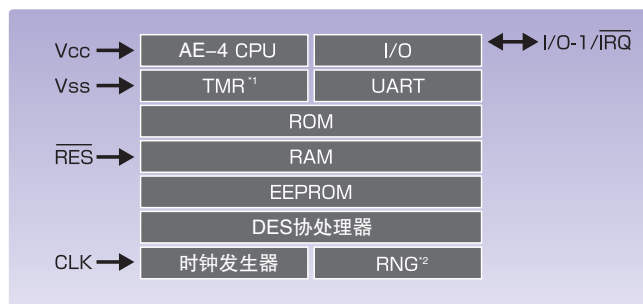 Vcc AE-4 CPU I/O I/O-1/IRQ
Vss TMR*1 UART
ROM
RES RAM
EEPROM
DES协处理器
CLK 时钟发生器 RNG*2